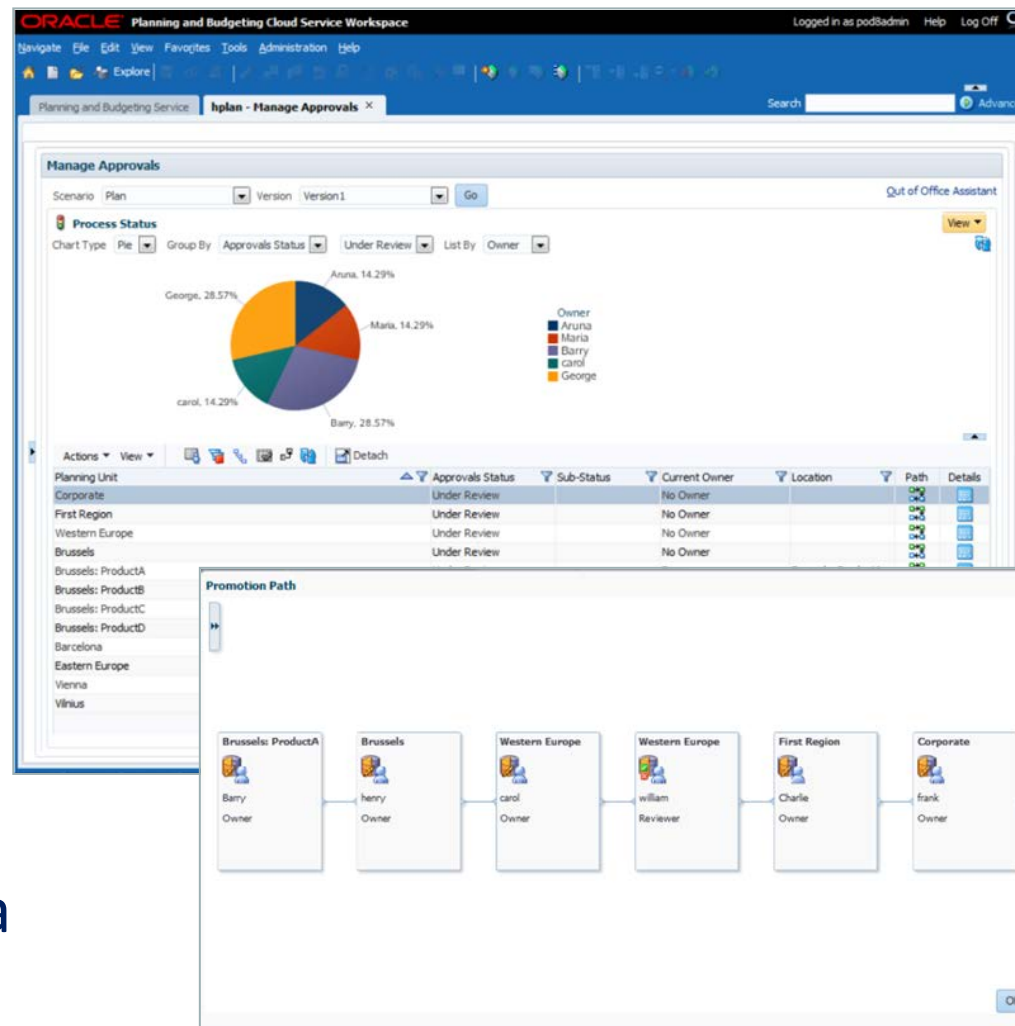 ORACLE Planning and Budgeting Cloud Service Workspace Logged in as pod8admin Help Log Off
Navigate File Edit View Favorites Tools Administration Help
Explore
Planning and Budgeting Service hplan - Manage Approvals × Search Advanc
Manage Approvals
Scenario Plan Version Version1 Go Out of Office Assistant
Process Status View
Chart Type Pie Group By Approvals Status Under Review List By Owner
Aruna, 14.29%
George, 28.57%
Maria, 14.29%
carol, 14.29%
Barry, 28.57%
Owner
Aruna
Maria
Barry
carol
George
Actions View Detach
Planning Unit Approvals Status Sub-Status Current Owner Location Path Details
Corporate Under Review No Owner
First Region Under Review No Owner
Western Europe Under Review No Owner
Brussels Under Review No Owner
Brussels: ProductA
Brussels: ProductB
Brussels: ProductC
Brussels: ProductD
Barcelona
Eastern Europe
Vienna
Vilnius
Promotion Path
Brussels: ProductA Brussels Western Europe Western Europe First Region Corporate
Barry henry carol william Charlie frank
Owner Owner Owner Reviewer Owner Owner
a